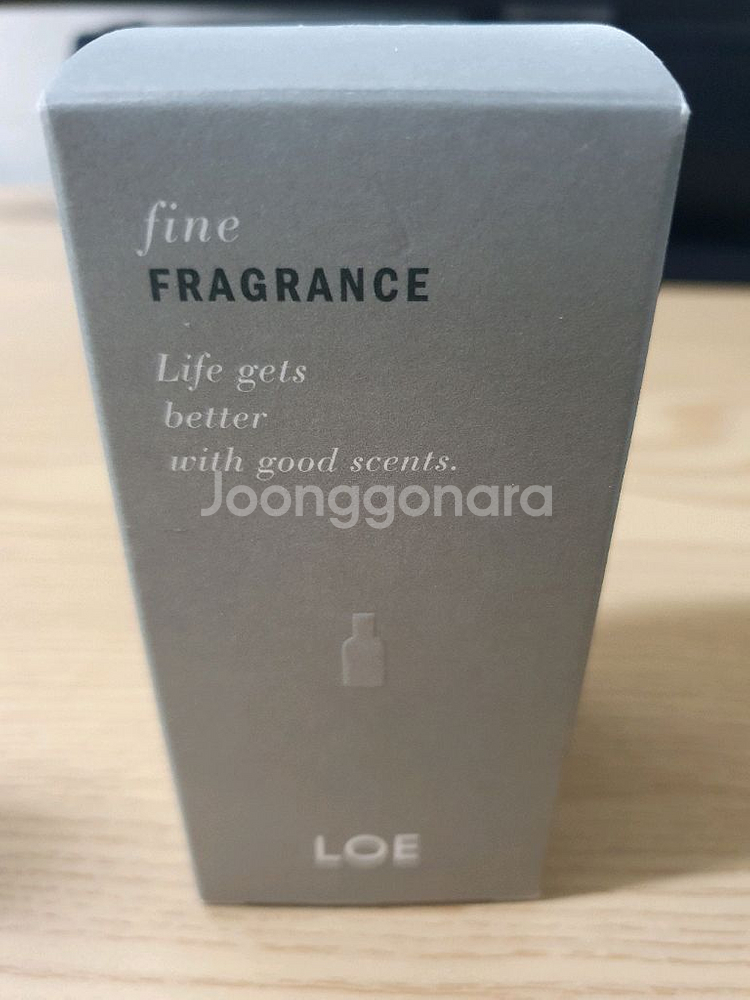 fine
FRAGRANCE
Life gets
better
with good scents.
Joonggonara
LOE